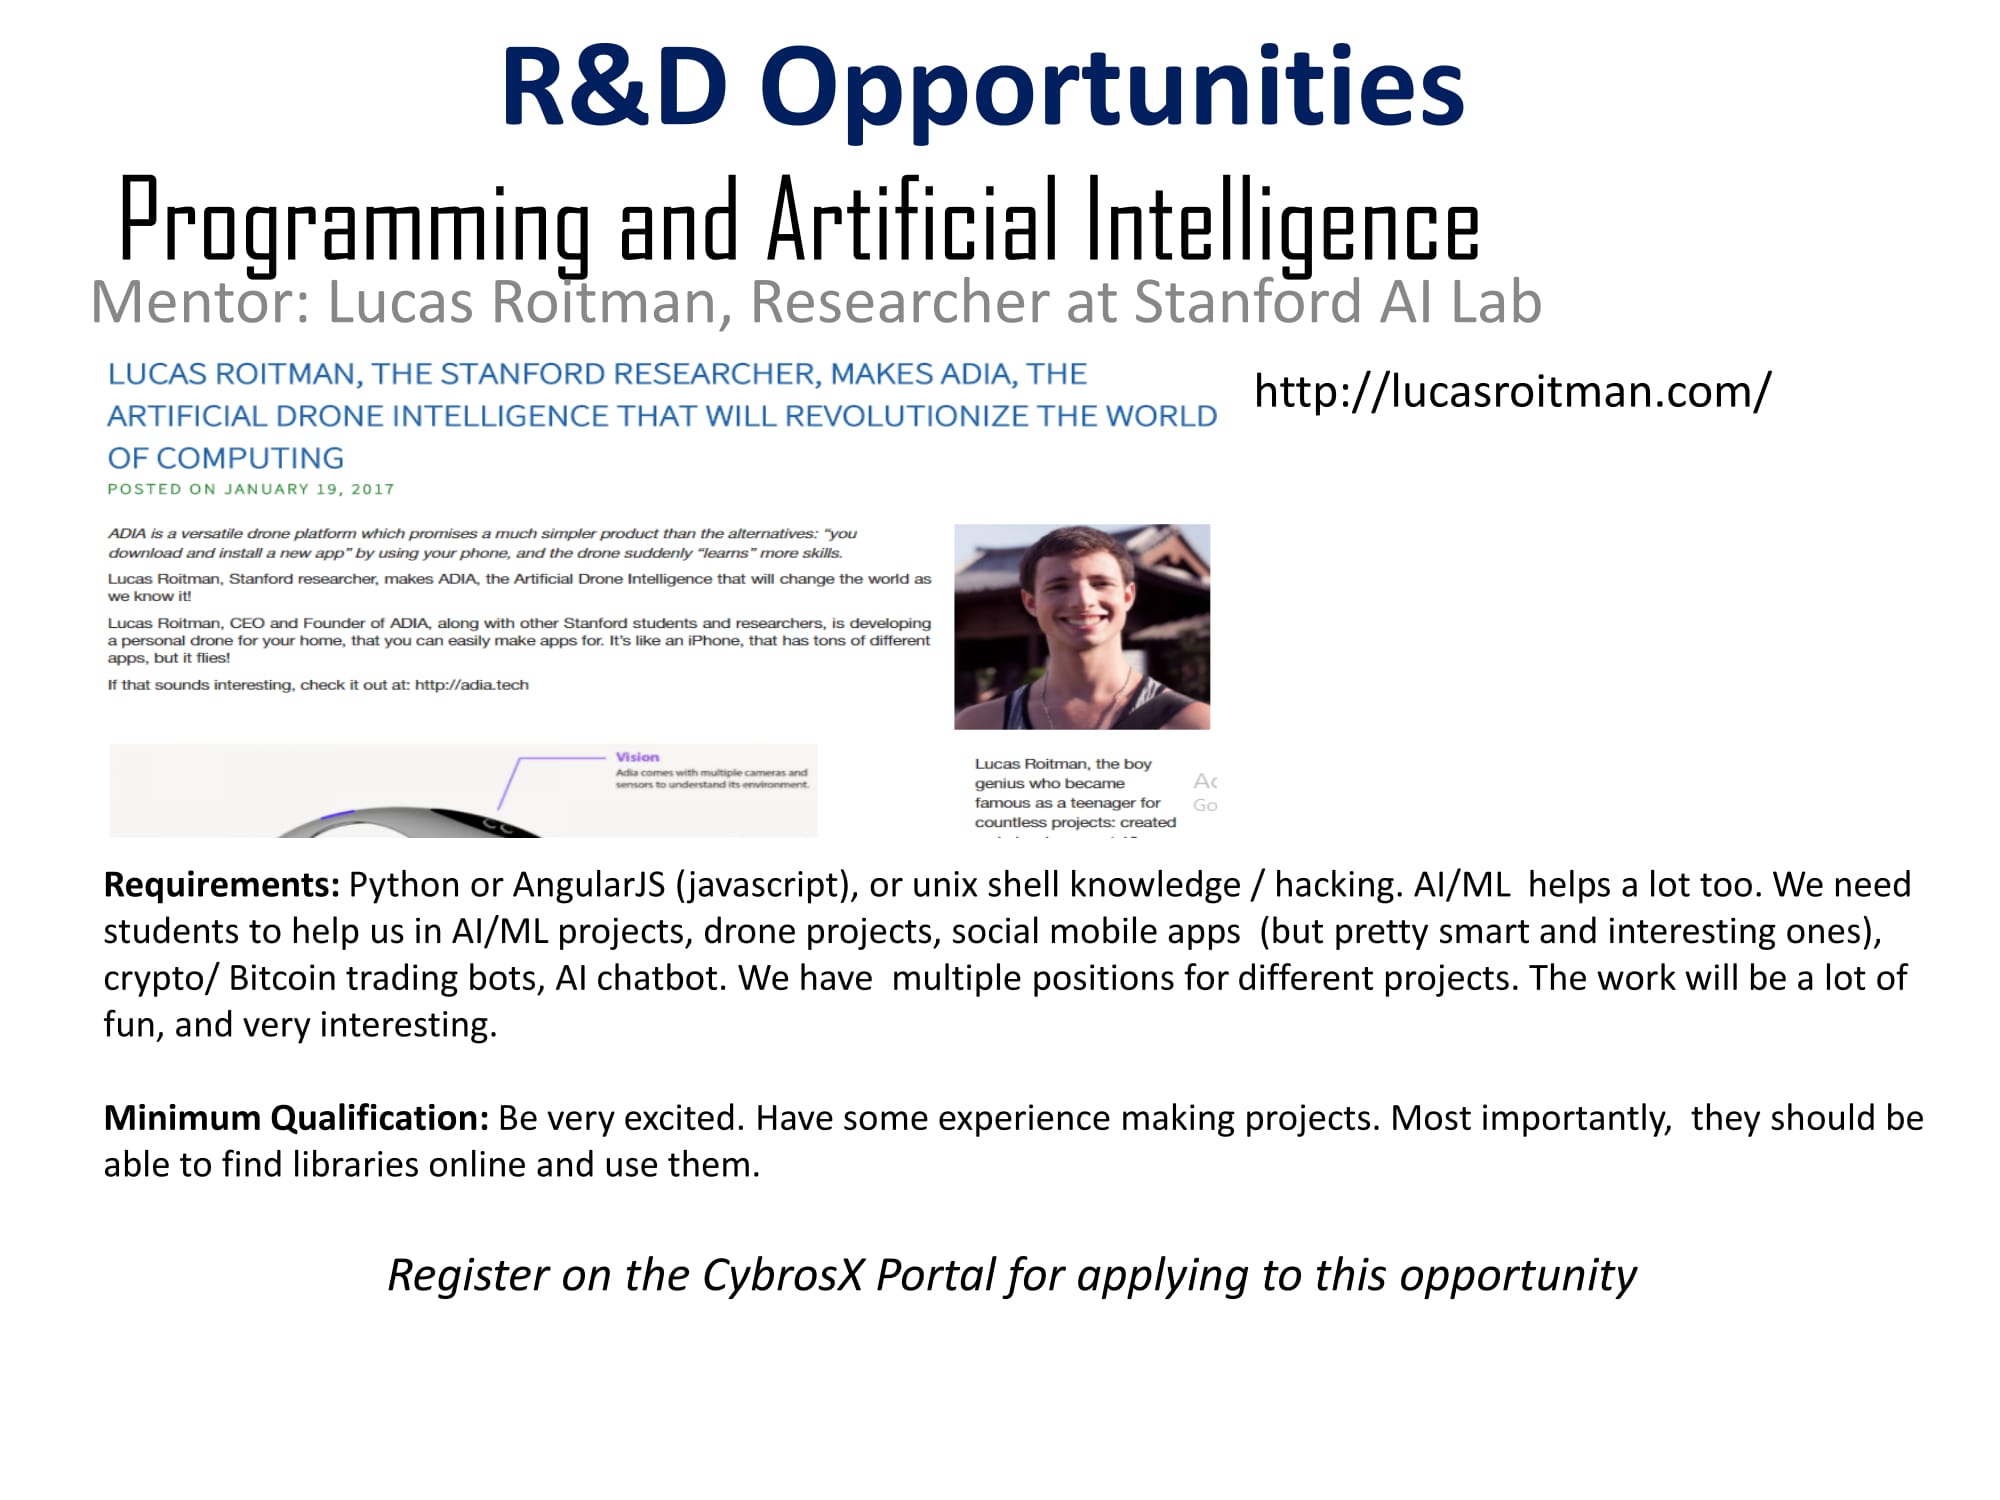 R&D Opportunities
Programming and Artificial Intelligence
Mentor: Lucas Roitman, Researcher at Stanford AI Lab
LUCAS ROITMAN, THE STANFORD RESEARCHER, MAKES ADIA, THE
ARTIFICIAL DRONE INTELLIGENCE THAT WILL REVOLUTIONIZE THE WORLD
OF COMPUTING
POSTED ON JANUARY 19, 2017
http://lucasroitman.com/
ADIA is a versatile drone platform which promises a much simpler product than the alternatives: “you
download and install a new app” by using your phone, and the drone suddenly “learns” more skills.
Lucas Roitman, Stanford researcher, makes ADIA, the Artificial Drone Intelligence that will change the world as
we know it!
Lucas Roitman, CEO and Founder of ADIA, along with other Stanford students and researchers, is developing
a personal drone for your home, that you can easily make apps for. It’s like an iPhone, that has tons of different
apps, but it flies!
If that sounds interesting, check it out at: http://adia.tech
Vision
Adia comes with multiple cameras and
sensors to understand its environment.
Lucas Roitman, the boy
genius who became
famous as a teenager for
countless projects: created
Requirements: Python or AngularJS (javascript), or unix shell knowledge / hacking. AI/ML  helps a lot too. We need
students to help us in AI/ML projects, drone projects, social mobile apps  (but pretty smart and interesting ones),
crypto/ Bitcoin trading bots, AI chatbot. We have  multiple positions for different projects. The work will be a lot of
fun, and very interesting.
Minimum Qualification: Be very excited. Have some experience making projects. Most importantly,  they should be
able to find libraries online and use them.
Register on the CybrosX Portal for applying to this opportunity